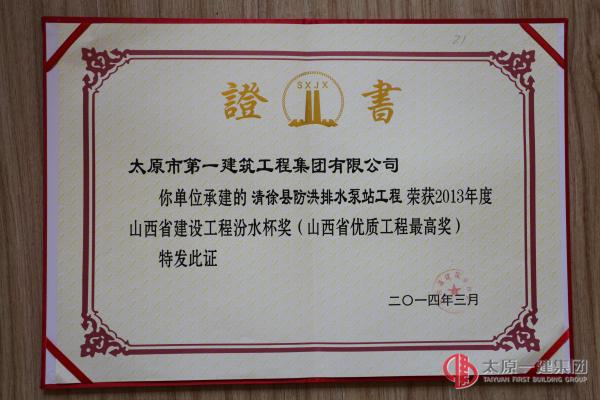 21
證 SXJX 書
太原市第一建筑工程集团有限公司
你单位承建的 清徐县防洪排水泵站工程 荣获2013年度
山西省建设工程汾水杯奖（山西省优质工程最高奖）
特发此证
二〇一四年三月
太原一建集团
TAIYUAN FIRST BUILDING GROUP